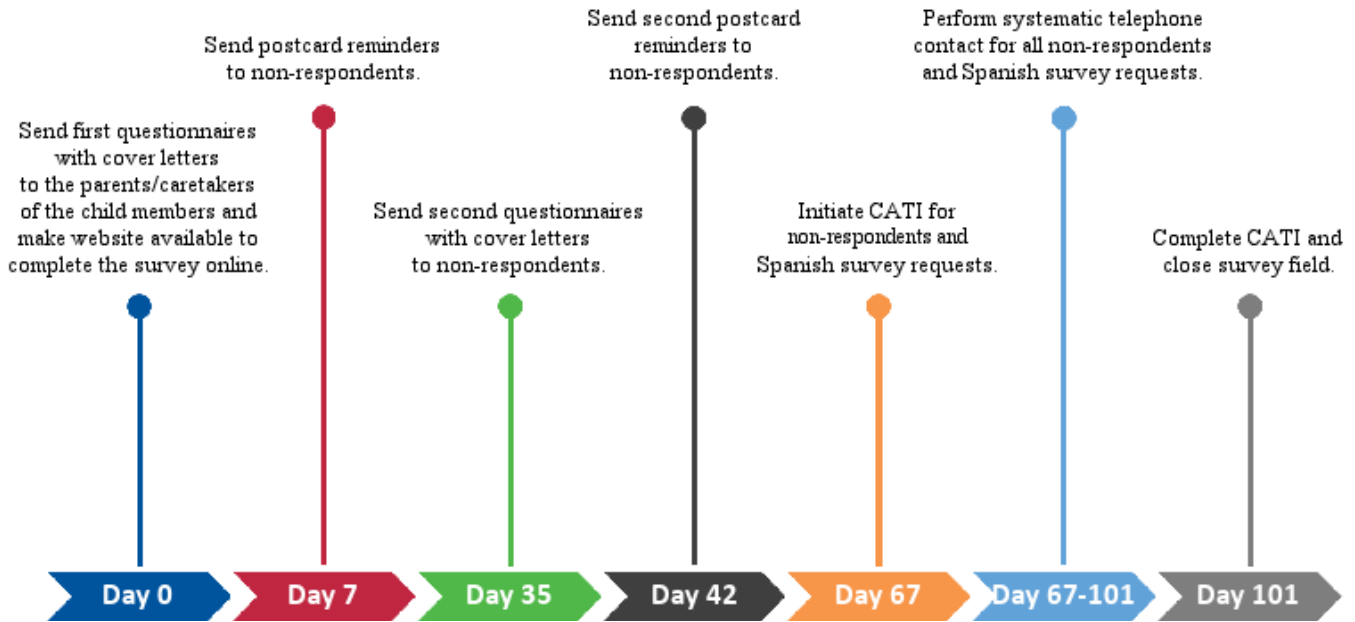 Send first questionnaires
with cover letters
to the parents/caretakers
of the child members and
make website available to
complete the survey online.
Send postcard reminders
to non-respondents.
Send second questionnaires
with cover letters
to non-respondents.
Send second postcard
reminders to
non-respondents.
Initiate CATI for
non-respondents and
Spanish survey requests.
Perform systematic telephone
contact for all non-respondents
and Spanish survey requests.
Complete CATI and
close survey field.
Day 0
Day 7
Day 35
Day 42
Day 67
Day 67-101
Day 101